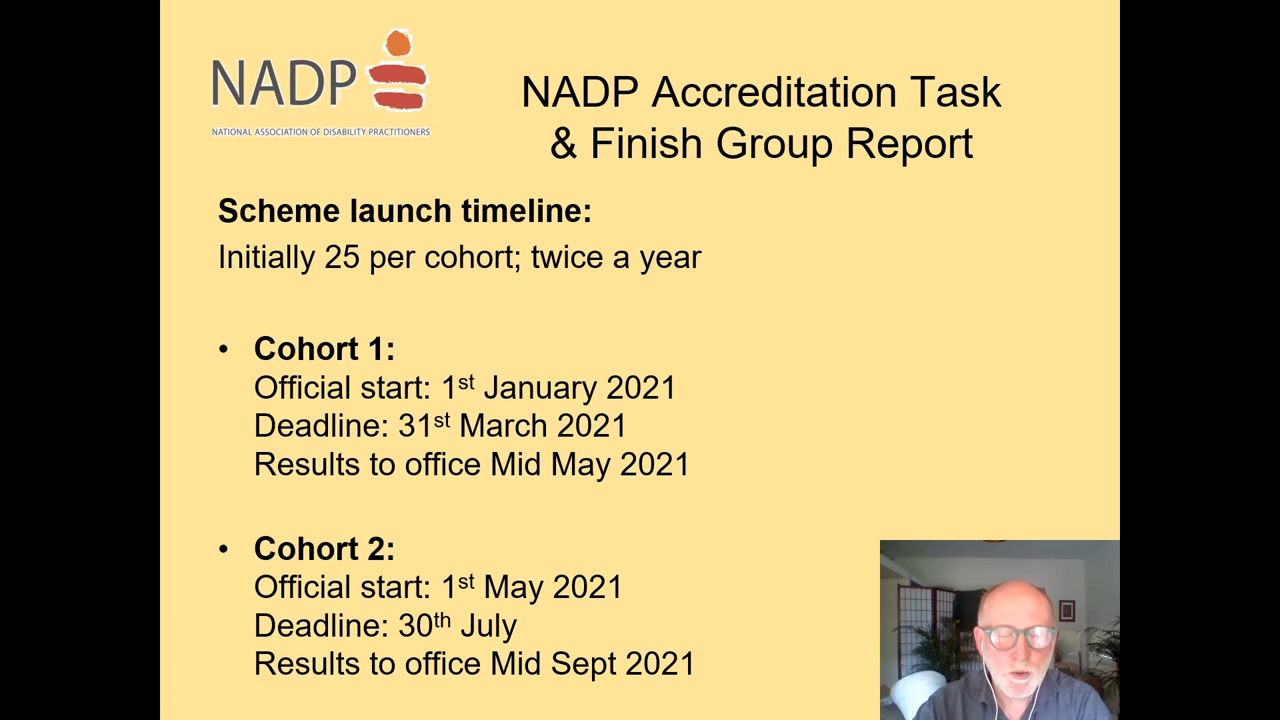 NADP
NATIONAL ASSOCIATION OF DISABILITY PRACTITIONERS
NADP Accreditation Task
& Finish Group Report
Scheme launch timeline:
Initially 25 per cohort; twice a year
• Cohort 1:
Official start: 1st January 2021
Deadline: 31st March 2021
Results to office Mid May 2021
• Cohort 2:
Official start: 1st May 2021
Deadline: 30th July
Results to office Mid Sept 2021